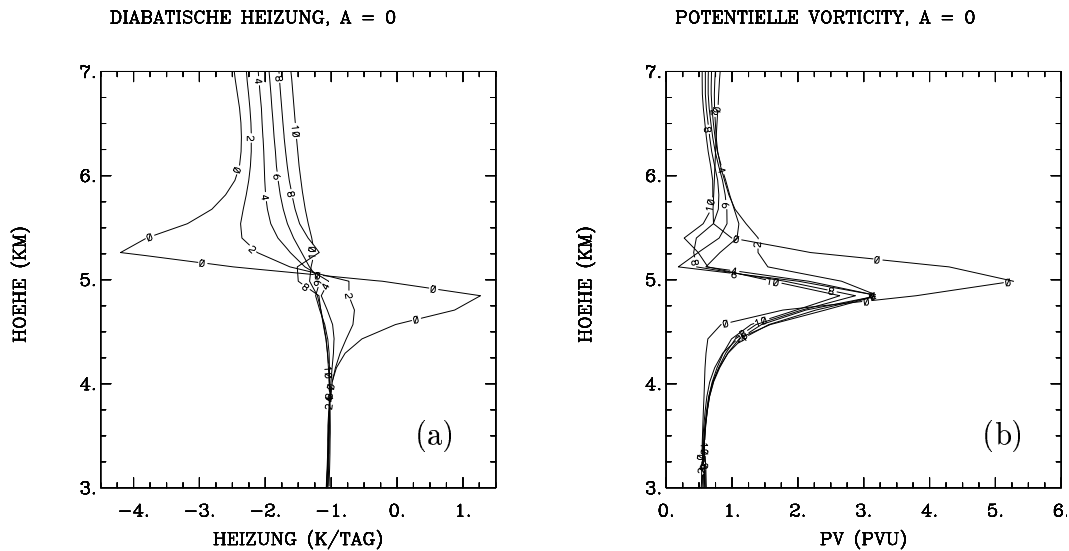 DIABATISCHE HEIZUNG, A = 0
POTENTIELLE VORTICITY, A = 0
HOEHE (KM)
7.
6.
5.
4.
3.
(a)
-4. -3. -2. -1. 0. 1.
HEIZUNG (K/TAG)
HOEHE (KM)
7.
6.
5.
4.
3.
(b)
0. 1. 2. 3. 4. 5. 6.
PV (PVU)